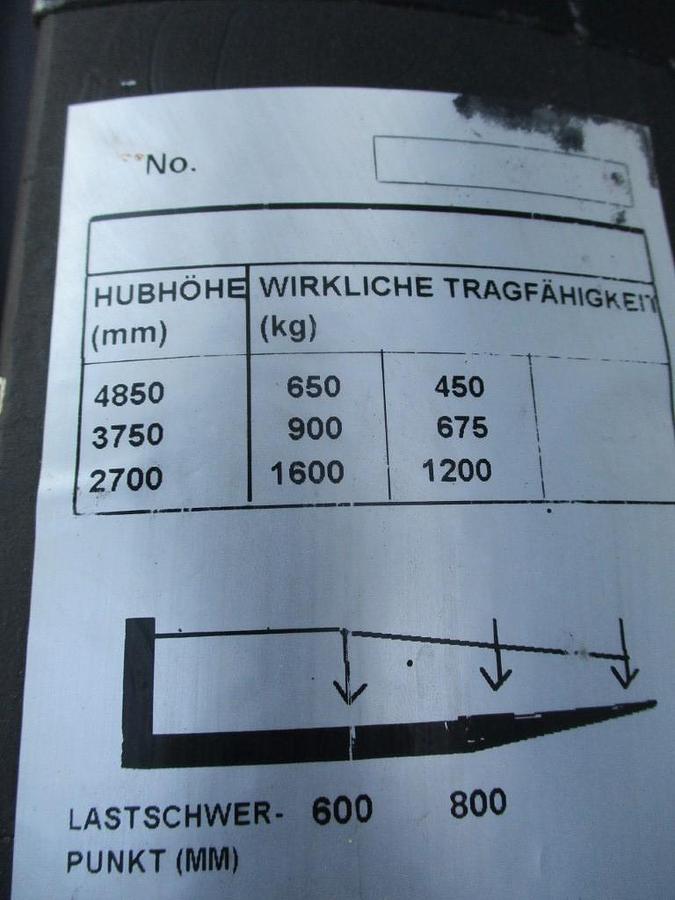 No.
HUBHÖHE WIRKLICHE TRAGFÄHIGKEIT
(mm) (kg)
4850 650 450
3750 900 675
2700 1600 1200
LASTSCHWER- 600 800
PUNKT (MM)